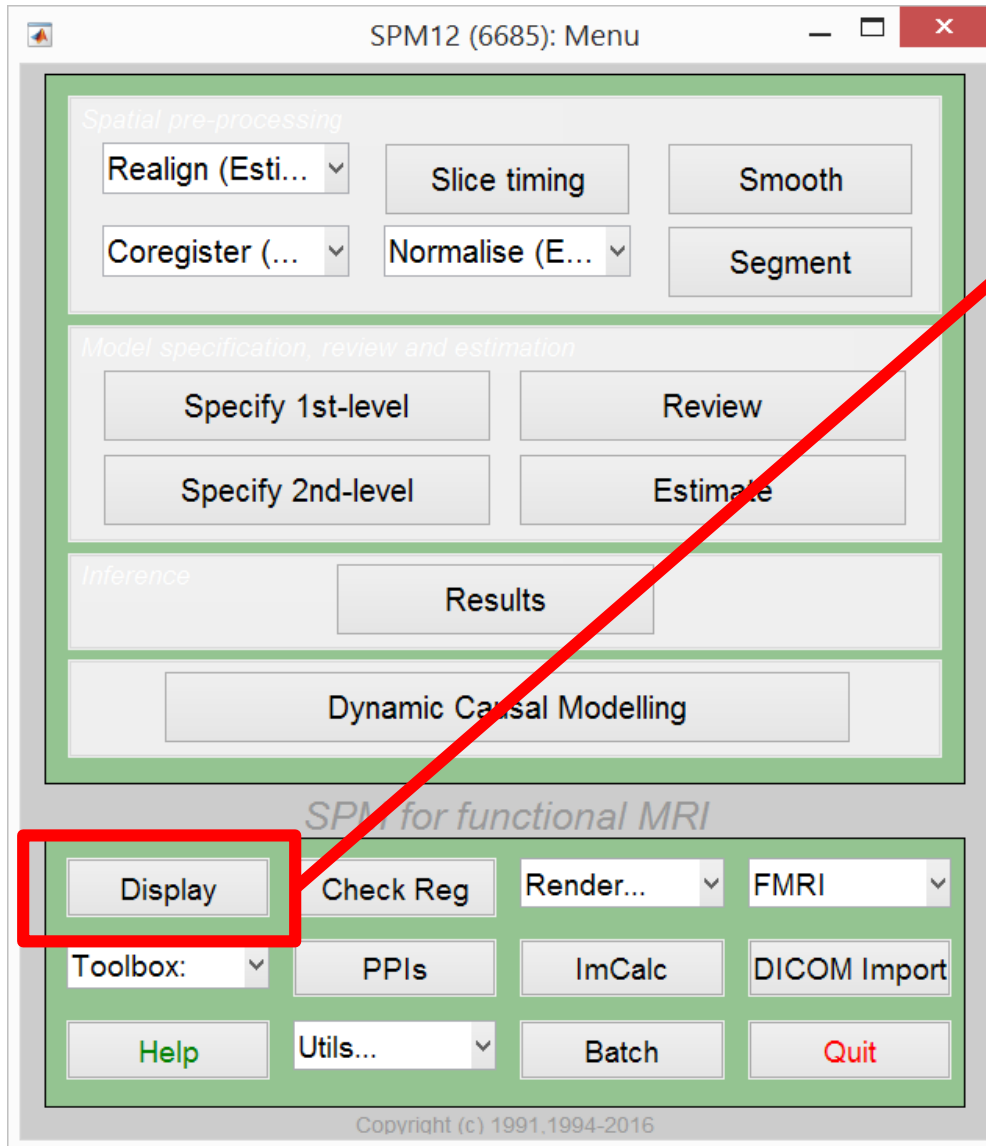 SPM12 (6685): Menu
Spatial pre-processing
Realign (Esti... Slice timing Smooth
Coregister (... Normalise (E... Segment
Model specification, review and estimation
Specify 1st-level Review
Specify 2nd-level Estimate
Inference
Results
Dynamic Causal Modelling
SPM for functional MRI
Display Check Reg Render... FMRI
Toolbox: PPIs ImCalc DICOM Import
Help Utils... Batch Quit
Copyright (c) 1991,1994-2016